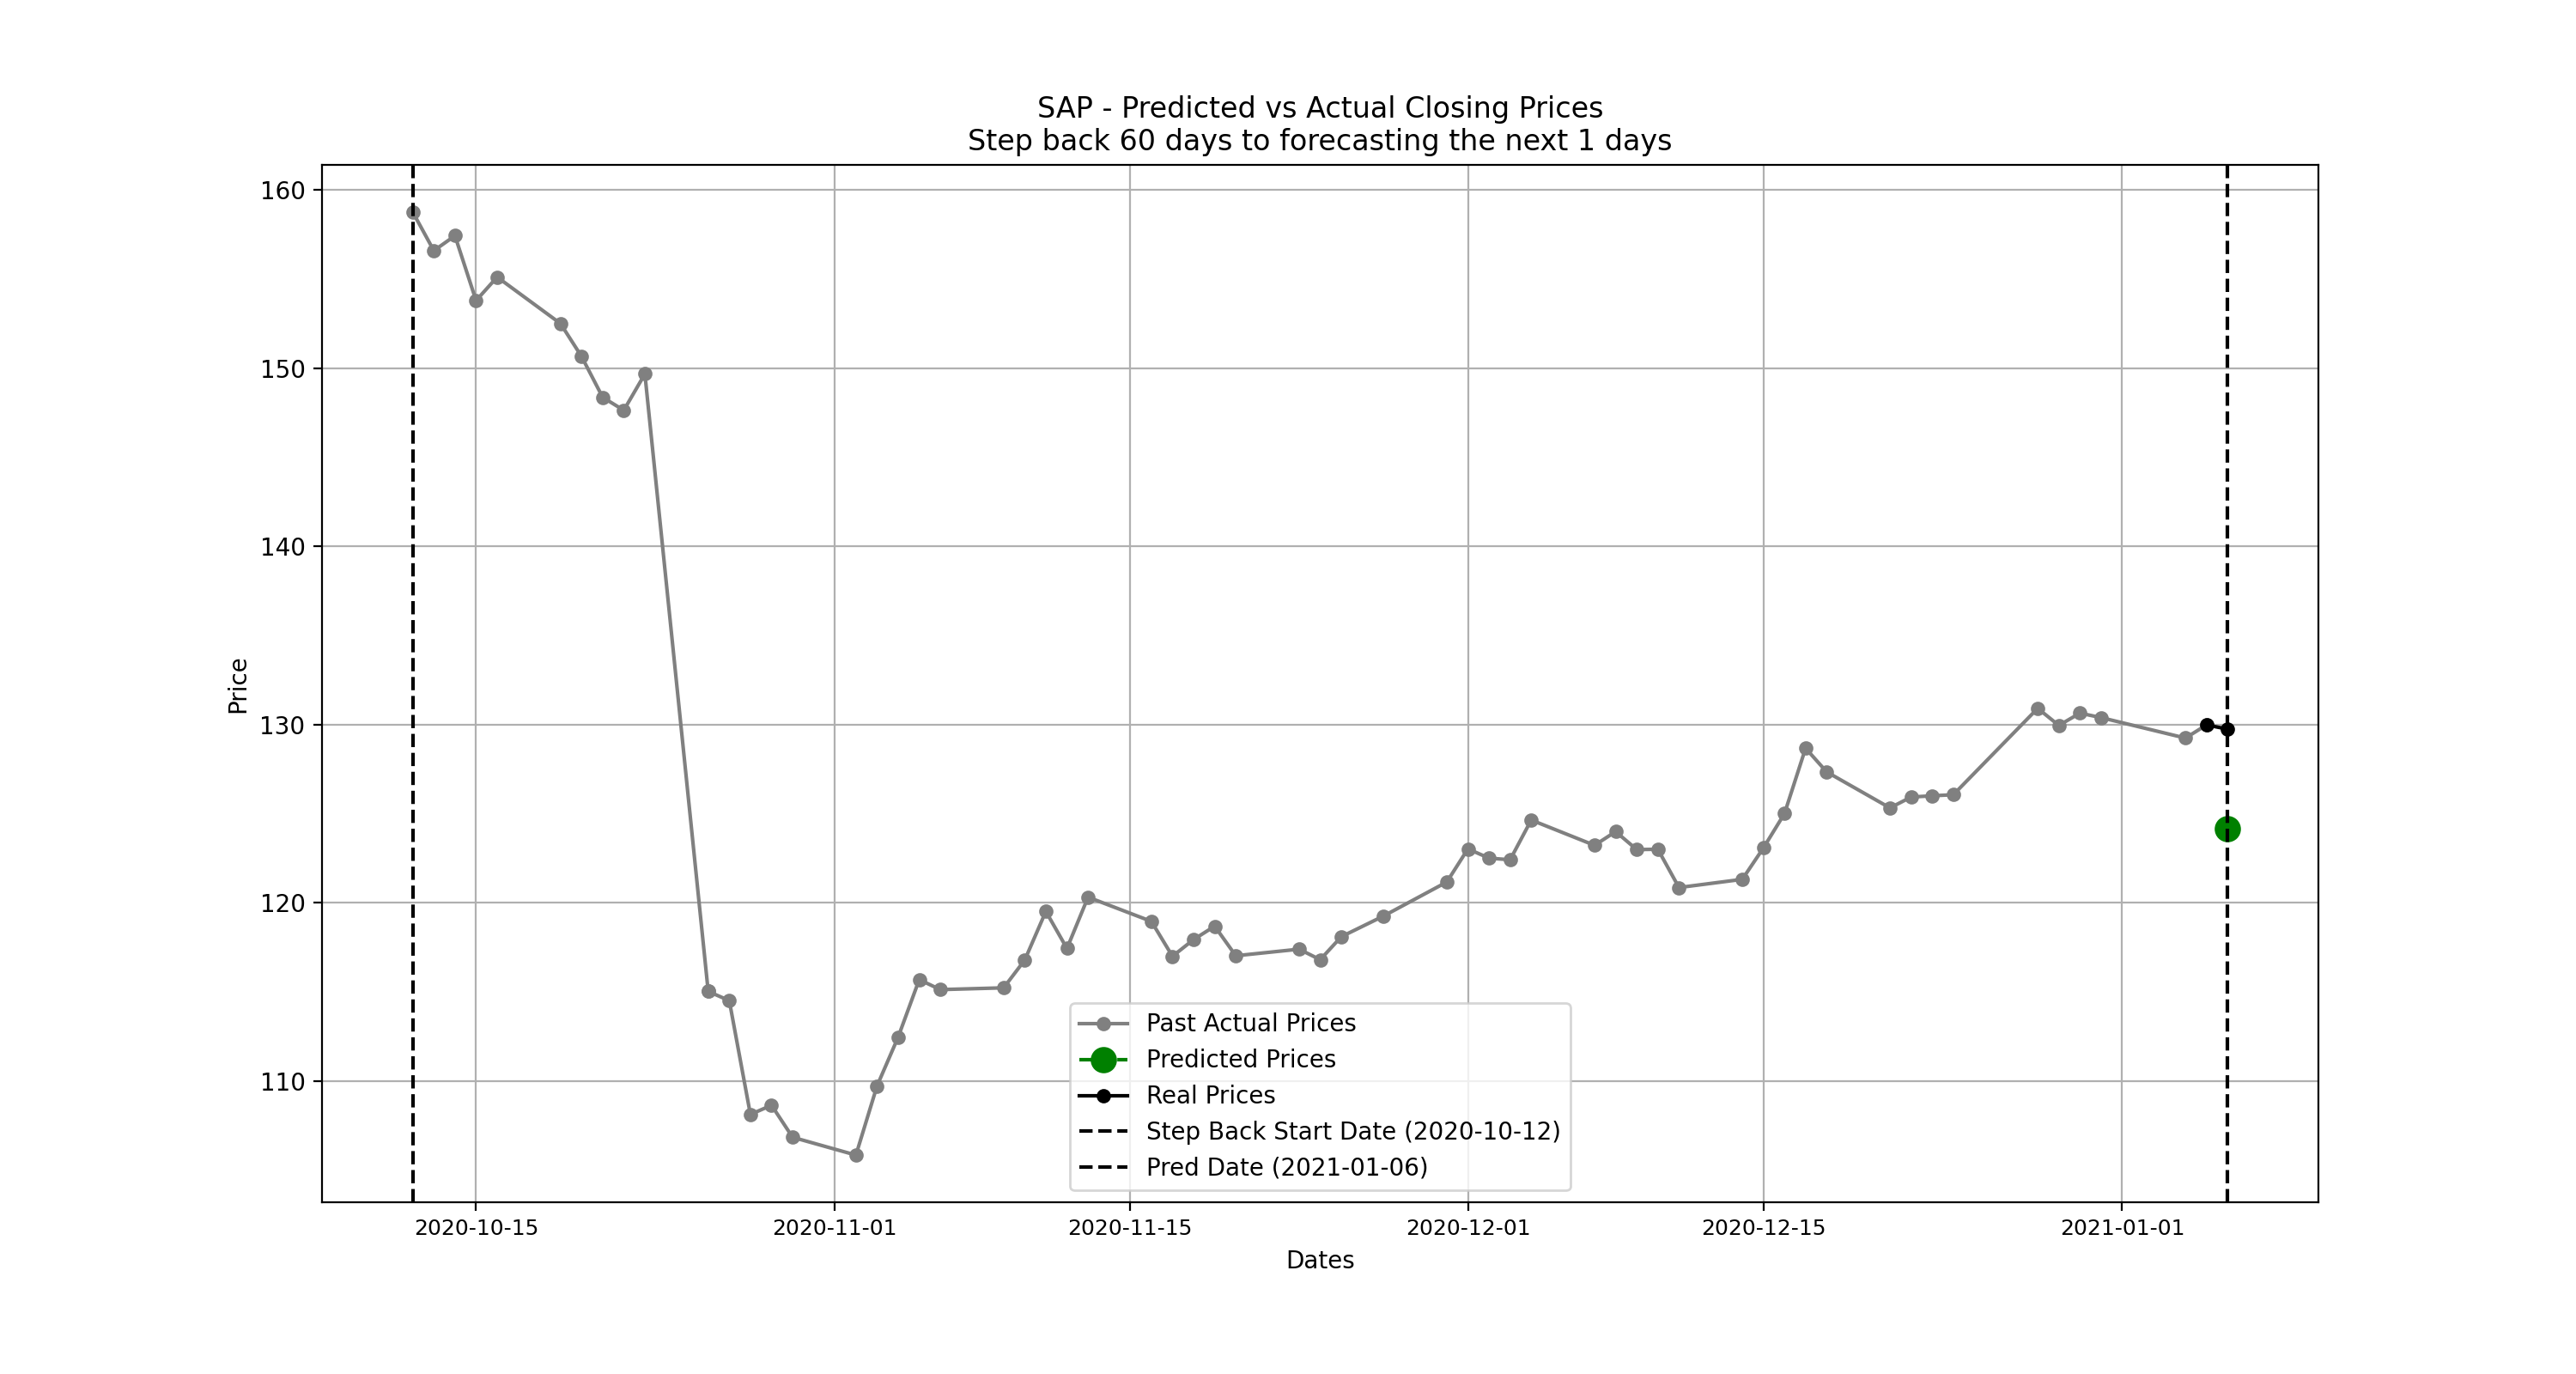 SAP - Predicted vs Actual Closing Prices
Step back 60 days to forecasting the next 1 days
160
150
140
130
120
110
Price
Past Actual Prices
Predicted Prices
Real Prices
Step Back Start Date (2020-10-12)
Pred Date (2021-01-06)
2020-10-15
2020-11-01
2020-11-15
2020-12-01
2020-12-15
2021-01-01
Dates